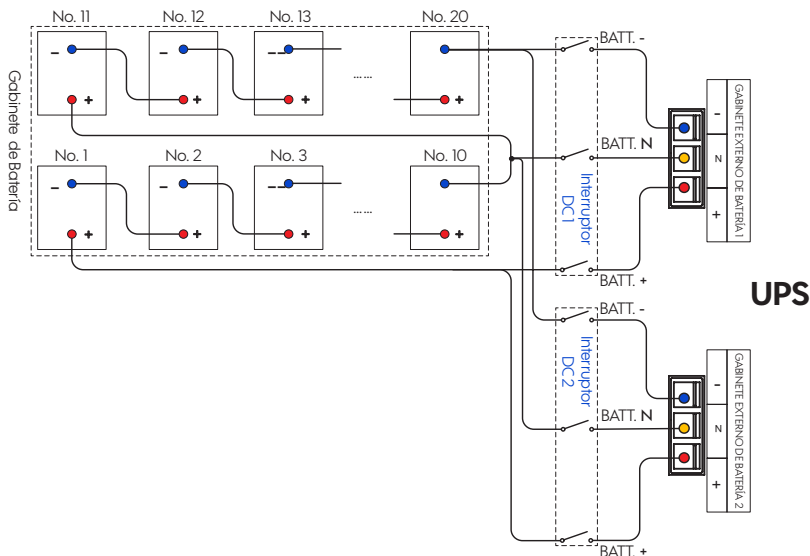 No. 11
No. 12
No. 13
No. 20
-
-
--
+
+
+
+
......
Gabinete de Batería
No. 1
No. 2
No. 3
No. 10
-
-
--
+
+
+
+
......
BATT. -
BATT. N
BATT. +
Interruptor
DC1
GABINETE EXTERNO DE BATERÍA 1
-
N
+
UPS
BATT. -
BATT. N
BATT. +
Interruptor
DC2
GABINETE EXTERNO DE BATERÍA 2
-
N
+